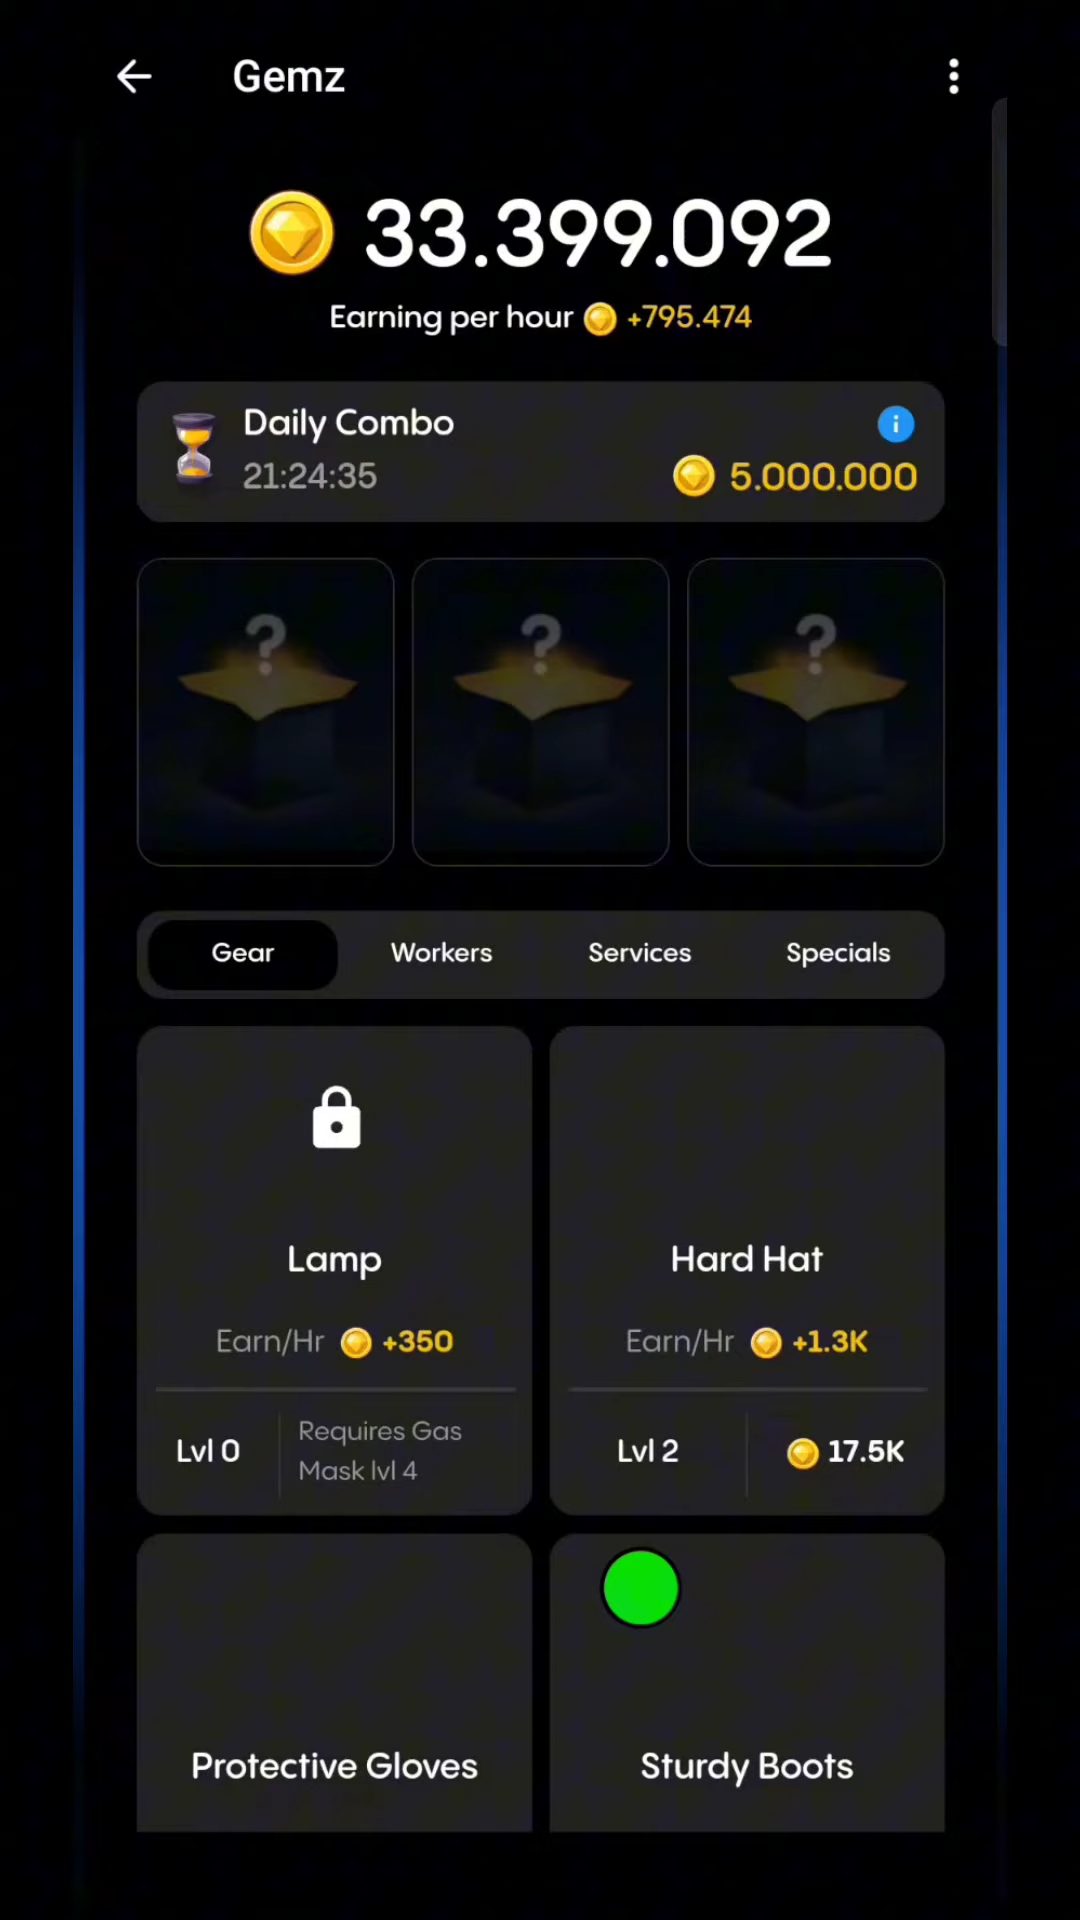 Gemz
33.399.092
Earning per hour +795.474
Daily Combo
21:24:35
5.000.000
? ? ?
Gear Workers Services Specials
Lamp
Earn/Hr +350
Lvl 0
Requires Gas
Mask lvl 4
Hard Hat
Earn/Hr +1.3K
Lvl 2
17.5K
Protective Gloves
Sturdy Boots